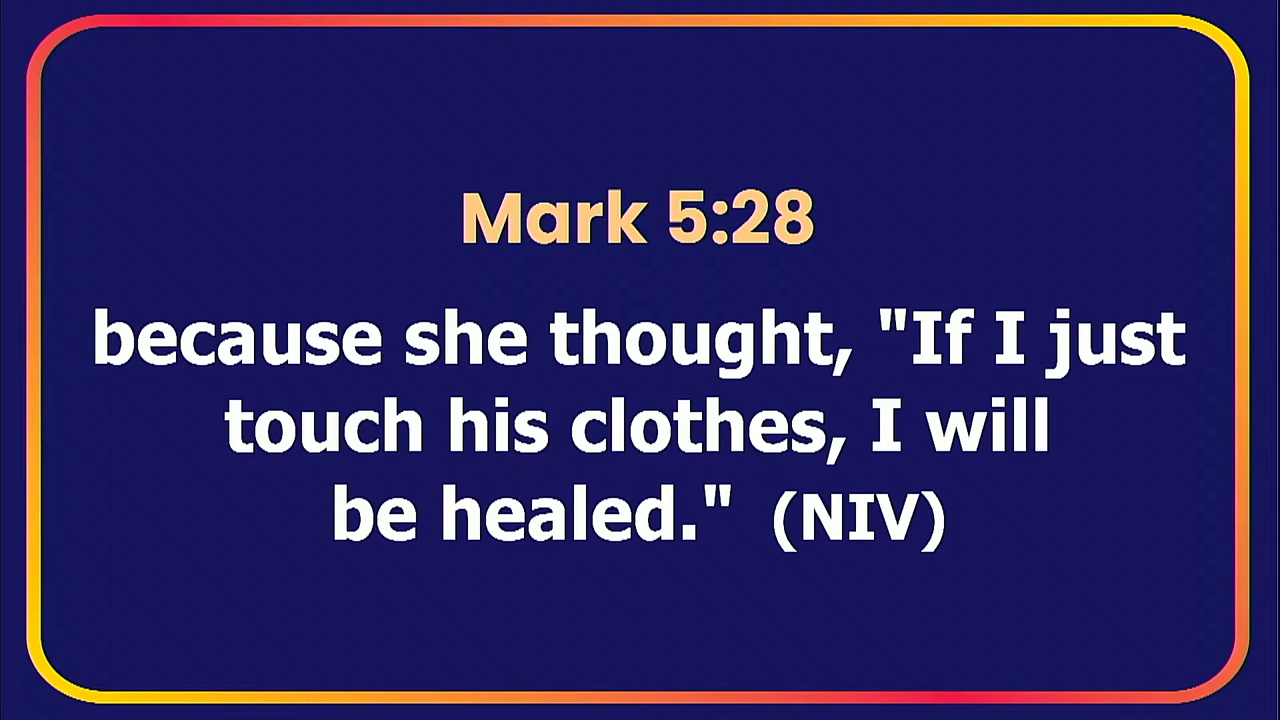 Mark 5:28
because she thought, "If I just
touch his clothes, I will
be healed." (NIV)